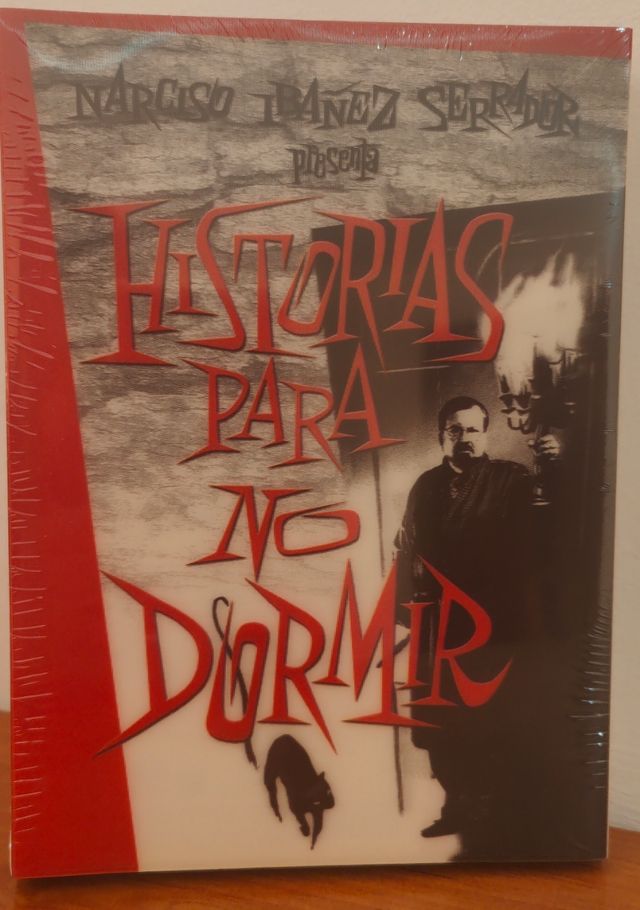 NARCISO IBAÑEZ SERRADOR
presenta
HISTORIAS
PARA
NO
DORMIR